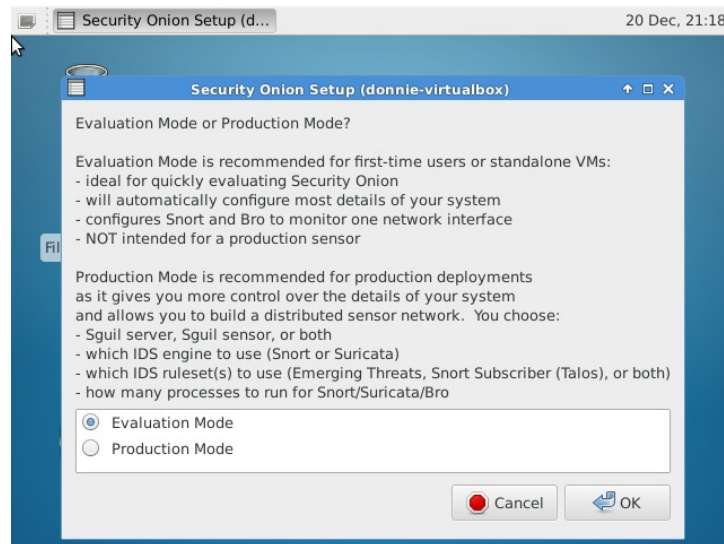 Security Onion Setup (d...
20 Dec, 21:18
Security Onion Setup (donnie-virtualbox)
Evaluation Mode or Production Mode?
Evaluation Mode is recommended for first-time users or standalone VMs:
- ideal for quickly evaluating Security Onion
- will automatically configure most details of your system
- configures Snort and Bro to monitor one network interface
- NOT intended for a production sensor
Fil
Production Mode is recommended for production deployments
as it gives you more control over the details of your system
and allows you to build a distributed sensor network.  You choose:
- Sguil server, Sguil sensor, or both
- which IDS engine to use (Snort or Suricata)
- which IDS ruleset(s) to use (Emerging Threats, Snort Subscriber (Talos), or both)
- how many processes to run for Snort/Suricata/Bro
Evaluation Mode
Production Mode
Cancel
OK